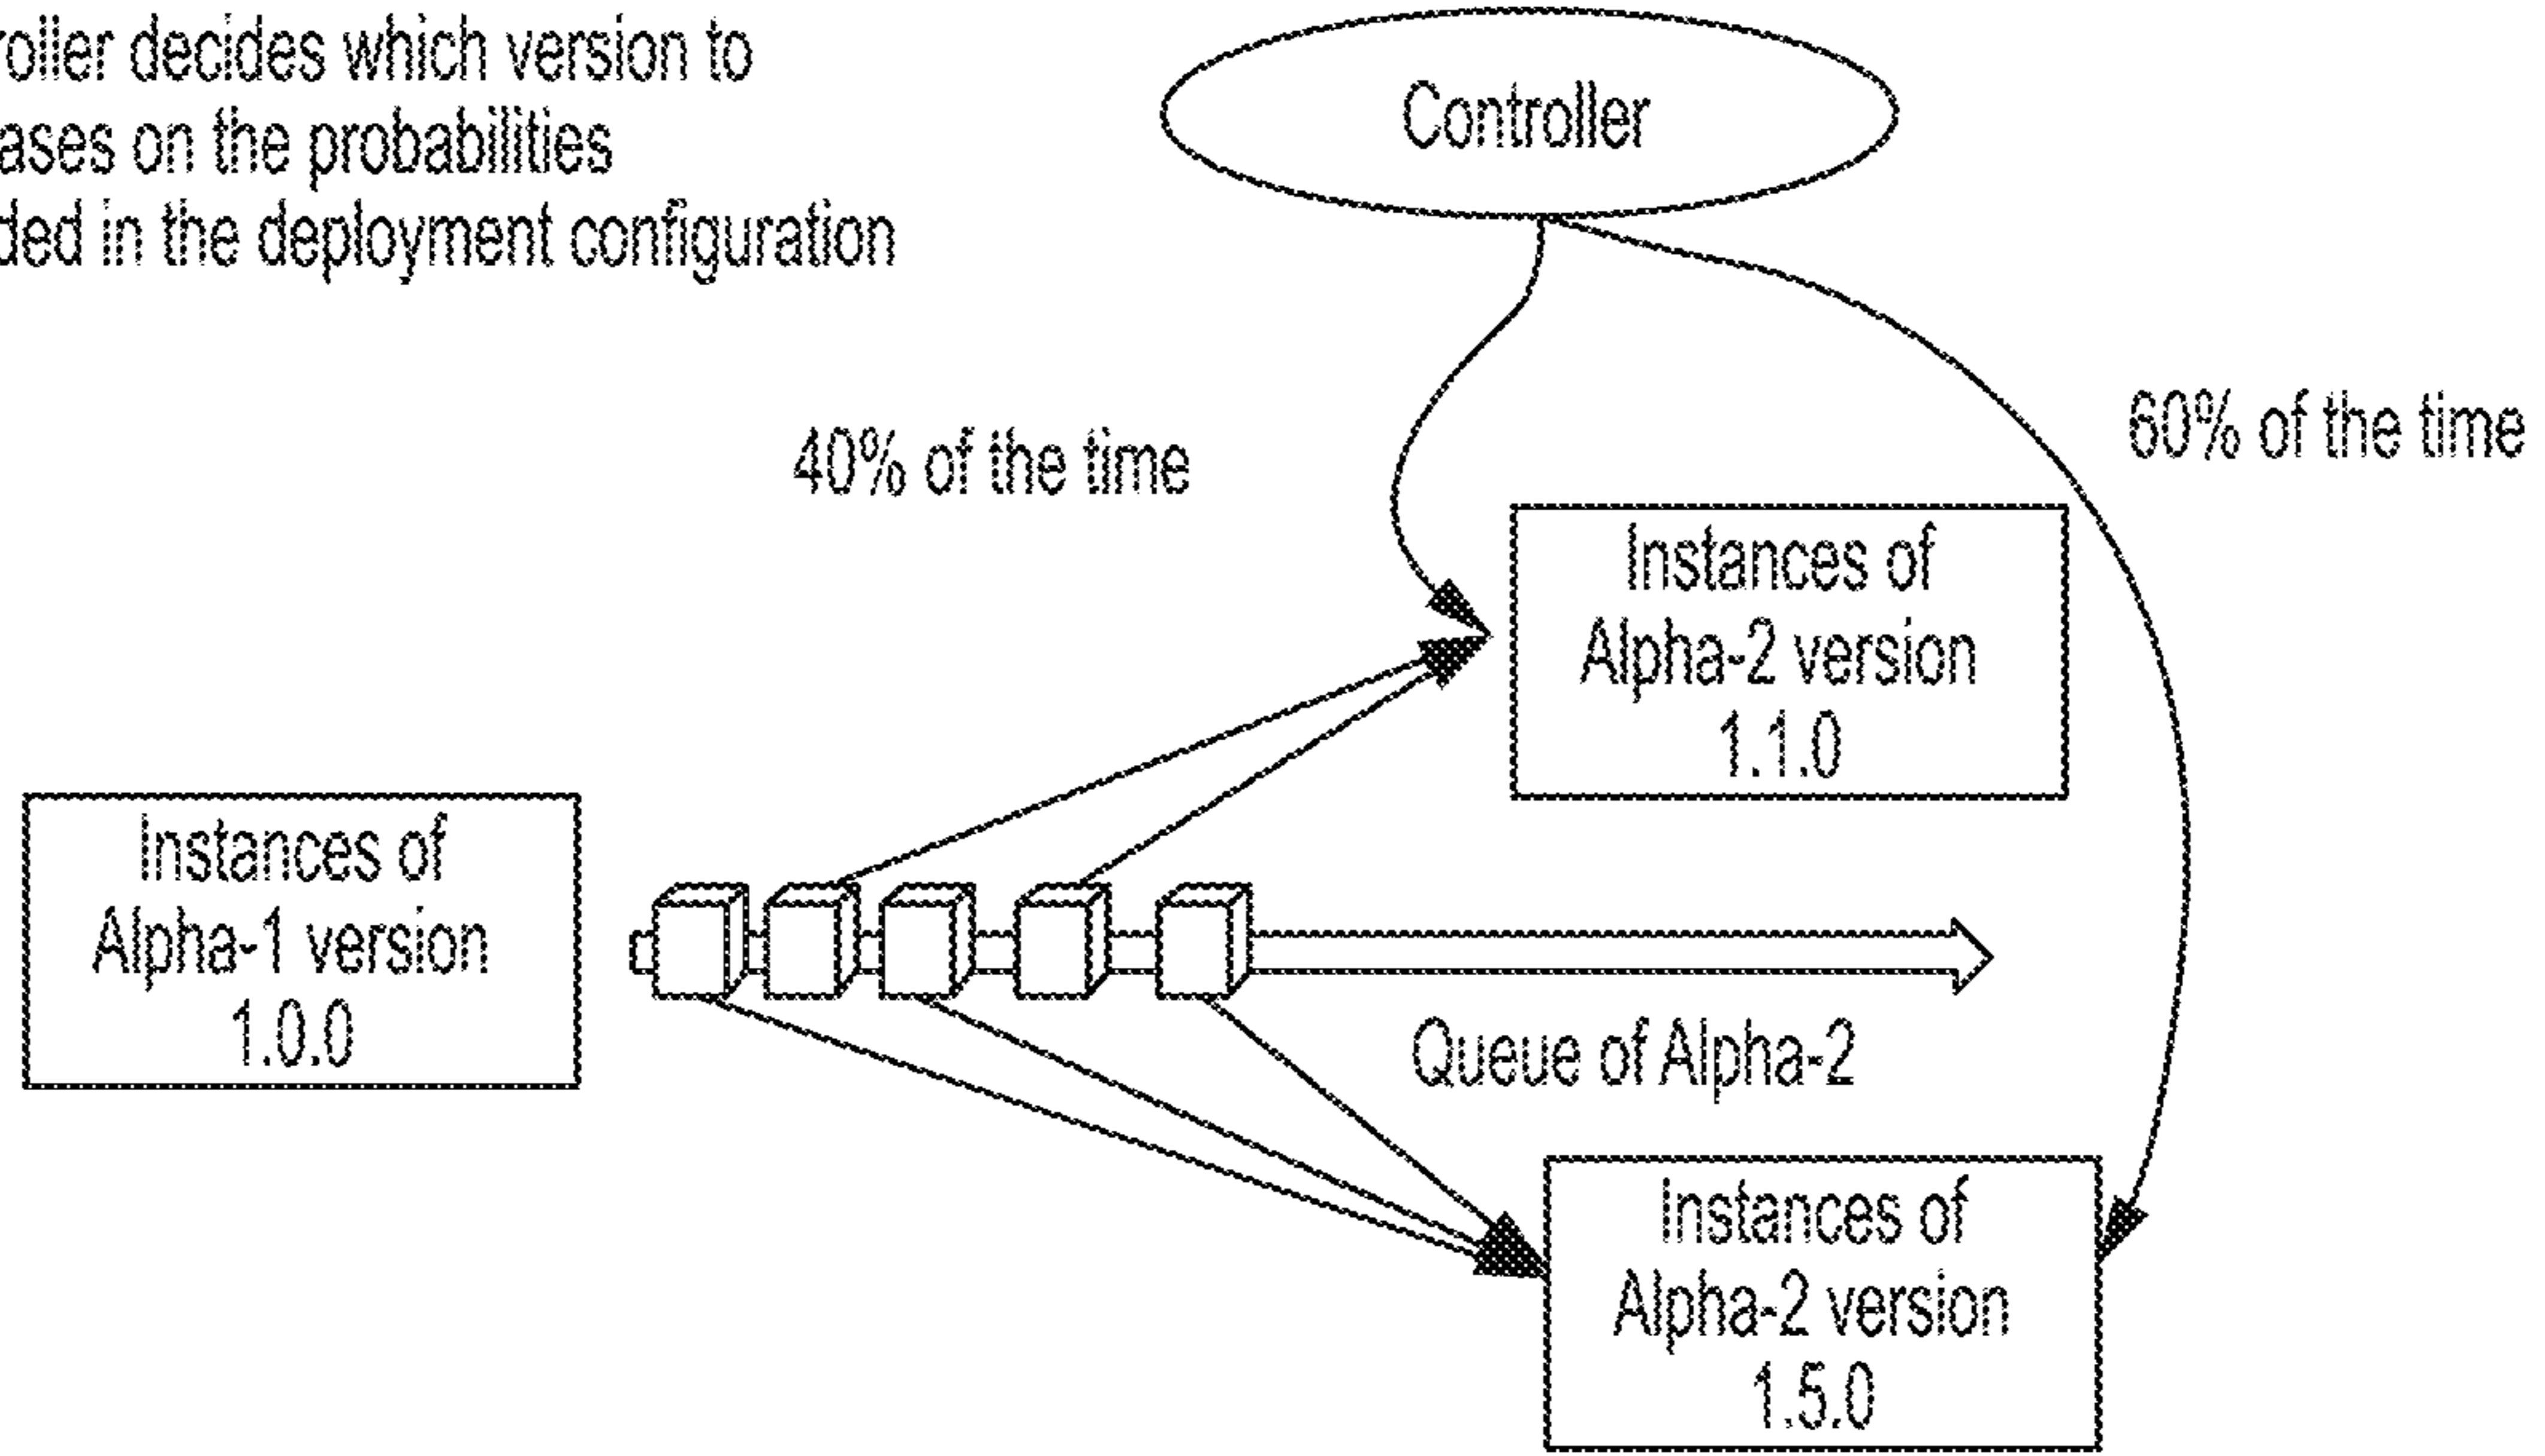 roller decides which version to
ases on the probabilities
ded in the deployment configuration
Controller
40% of the time
60% of the time
Instances of
Alpha-2 version
1.1.0
Instances of
Alpha-1 version
1.0.0
Queue of Alpha-2
Instances of
Alpha-2 version
1.5.0